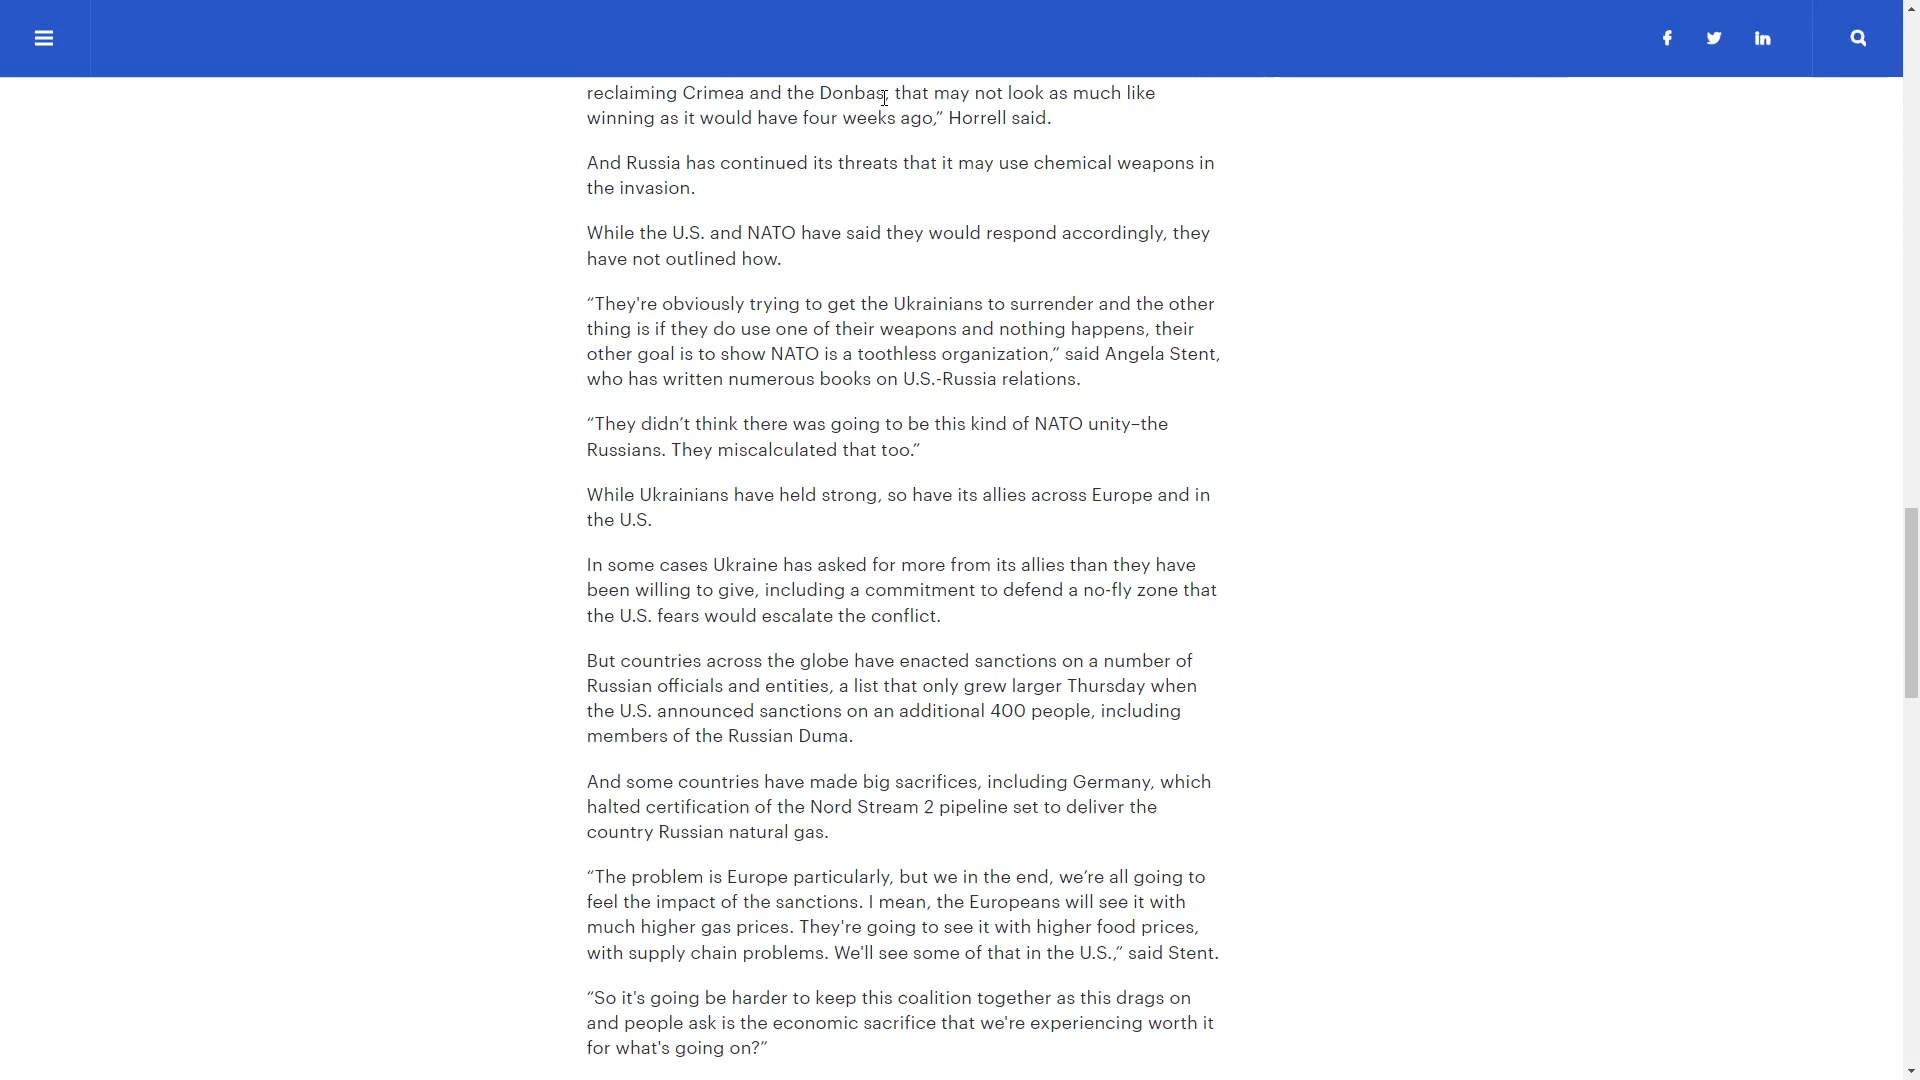 reclaiming Crimea and the Donbas, that may not look as much like
winning as it would have four weeks ago,” Horrell said.
And Russia has continued its threats that it may use chemical weapons in
the invasion.
While the U.S. and NATO have said they would respond accordingly, they
have not outlined how.
“They're obviously trying to get the Ukrainians to surrender and the other
thing is if they do use one of their weapons and nothing happens, their
other goal is to show NATO is a toothless organization,” said Angela Stent,
who has written numerous books on U.S.-Russia relations.
“They didn’t think there was going to be this kind of NATO unity–the
Russians. They miscalculated that too.”
While Ukrainians have held strong, so have its allies across Europe and in
the U.S.
In some cases Ukraine has asked for more from its allies than they have
been willing to give, including a commitment to defend a no-fly zone that
the U.S. fears would escalate the conflict.
But countries across the globe have enacted sanctions on a number of
Russian officials and entities, a list that only grew larger Thursday when
the U.S. announced sanctions on an additional 400 people, including
members of the Russian Duma.
And some countries have made big sacrifices, including Germany, which
halted certification of the Nord Stream 2 pipeline set to deliver the
country Russian natural gas.
“The problem is Europe particularly, but we in the end, we’re all going to
feel the impact of the sanctions. I mean, the Europeans will see it with
much higher gas prices. They're going to see it with higher food prices,
with supply chain problems. We'll see some of that in the U.S.,” said Stent.
“So it's going be harder to keep this coalition together as this drags on
and people ask is the economic sacrifice that we're experiencing worth it
for what's going on?”